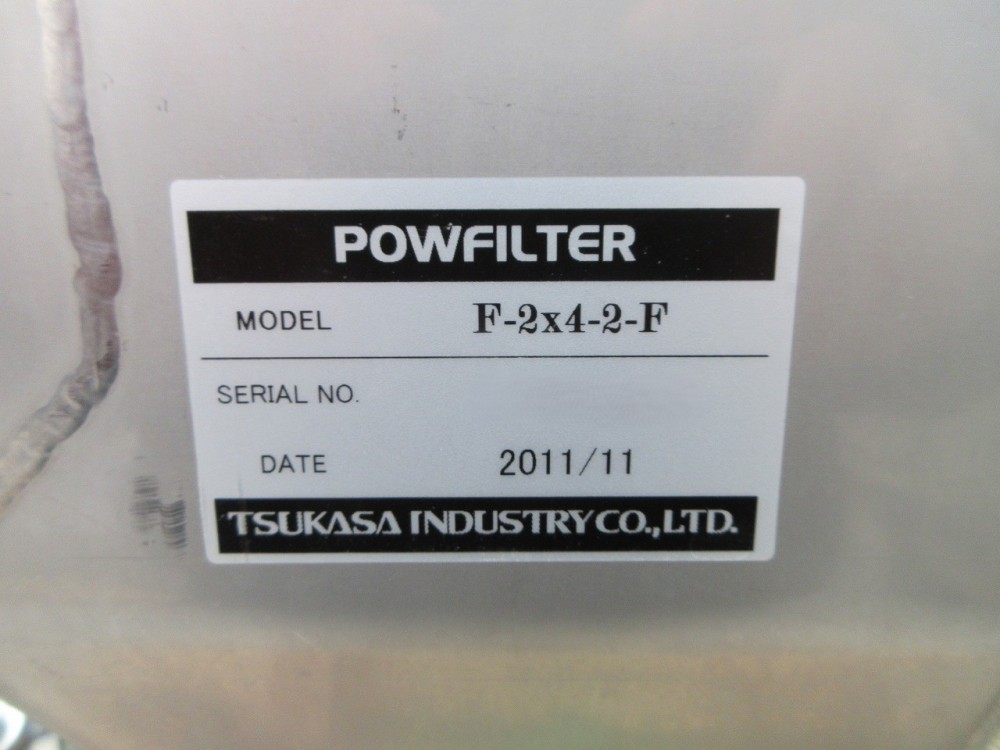 POWFILTER
MODEL F-2x4-2-F
SERIAL NO.
DATE 2011/11
TSUKASA INDUSTRY CO.,LTD.